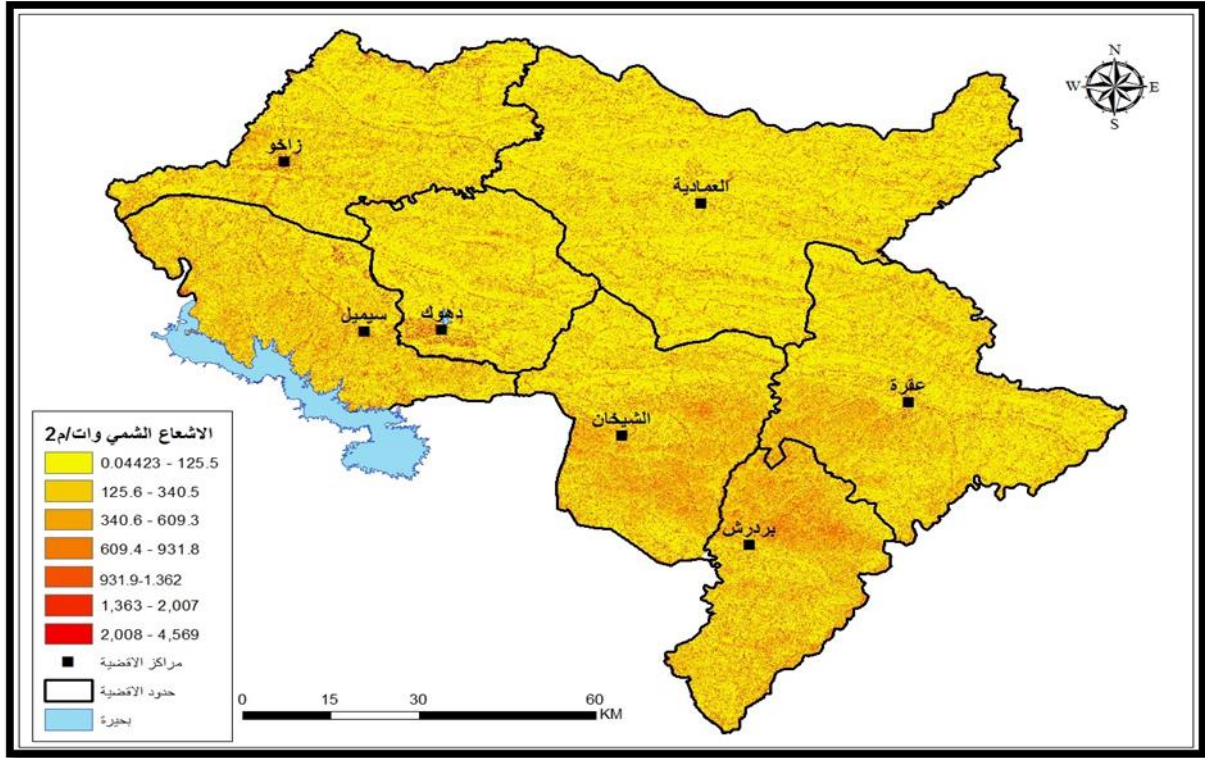 N
W E
S
زاخو
العمادية
سيميل
دهوك
عقرة
الشيخان
بردرش
الاشعاع الشمي وات/م2
0.04423 - 125.5
125.6 - 340.5
340.6 - 609.3
609.4 - 931.8
931.9-1.362
1,363 - 2,007
2,008 - 4,569
مراكز الاقضية
حدود الاقضية
بحيرة
0 15 30 60
KM